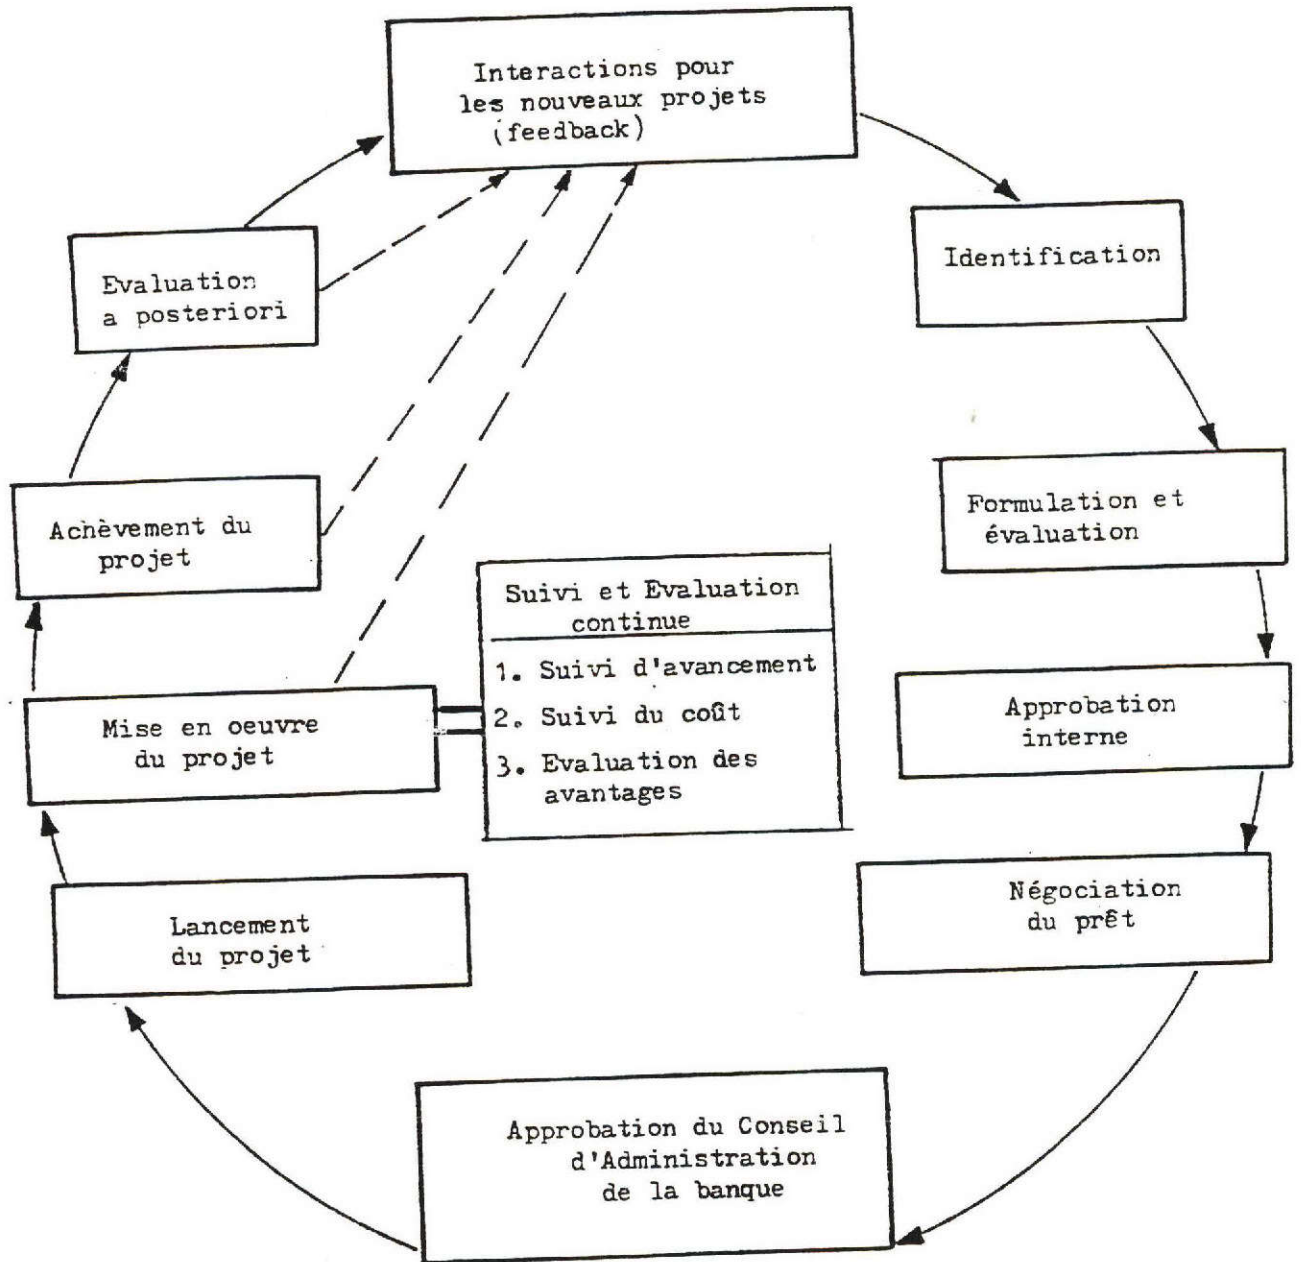 Interactions pour
les nouveaux projets
(feedback)
Identification
Evaluation
a posteriori
Formulation et
évaluation
Achèvement du
projet
Suivi et Evaluation
continue
1. Suivi d'avancement
2. Suivi du coût
3. Evaluation des
avantages
Approbation
interne
Mise en oeuvre
du projet
Négociation
du prêt
Lancement
du projet
Approbation du Conseil
d'Administration
de la banque